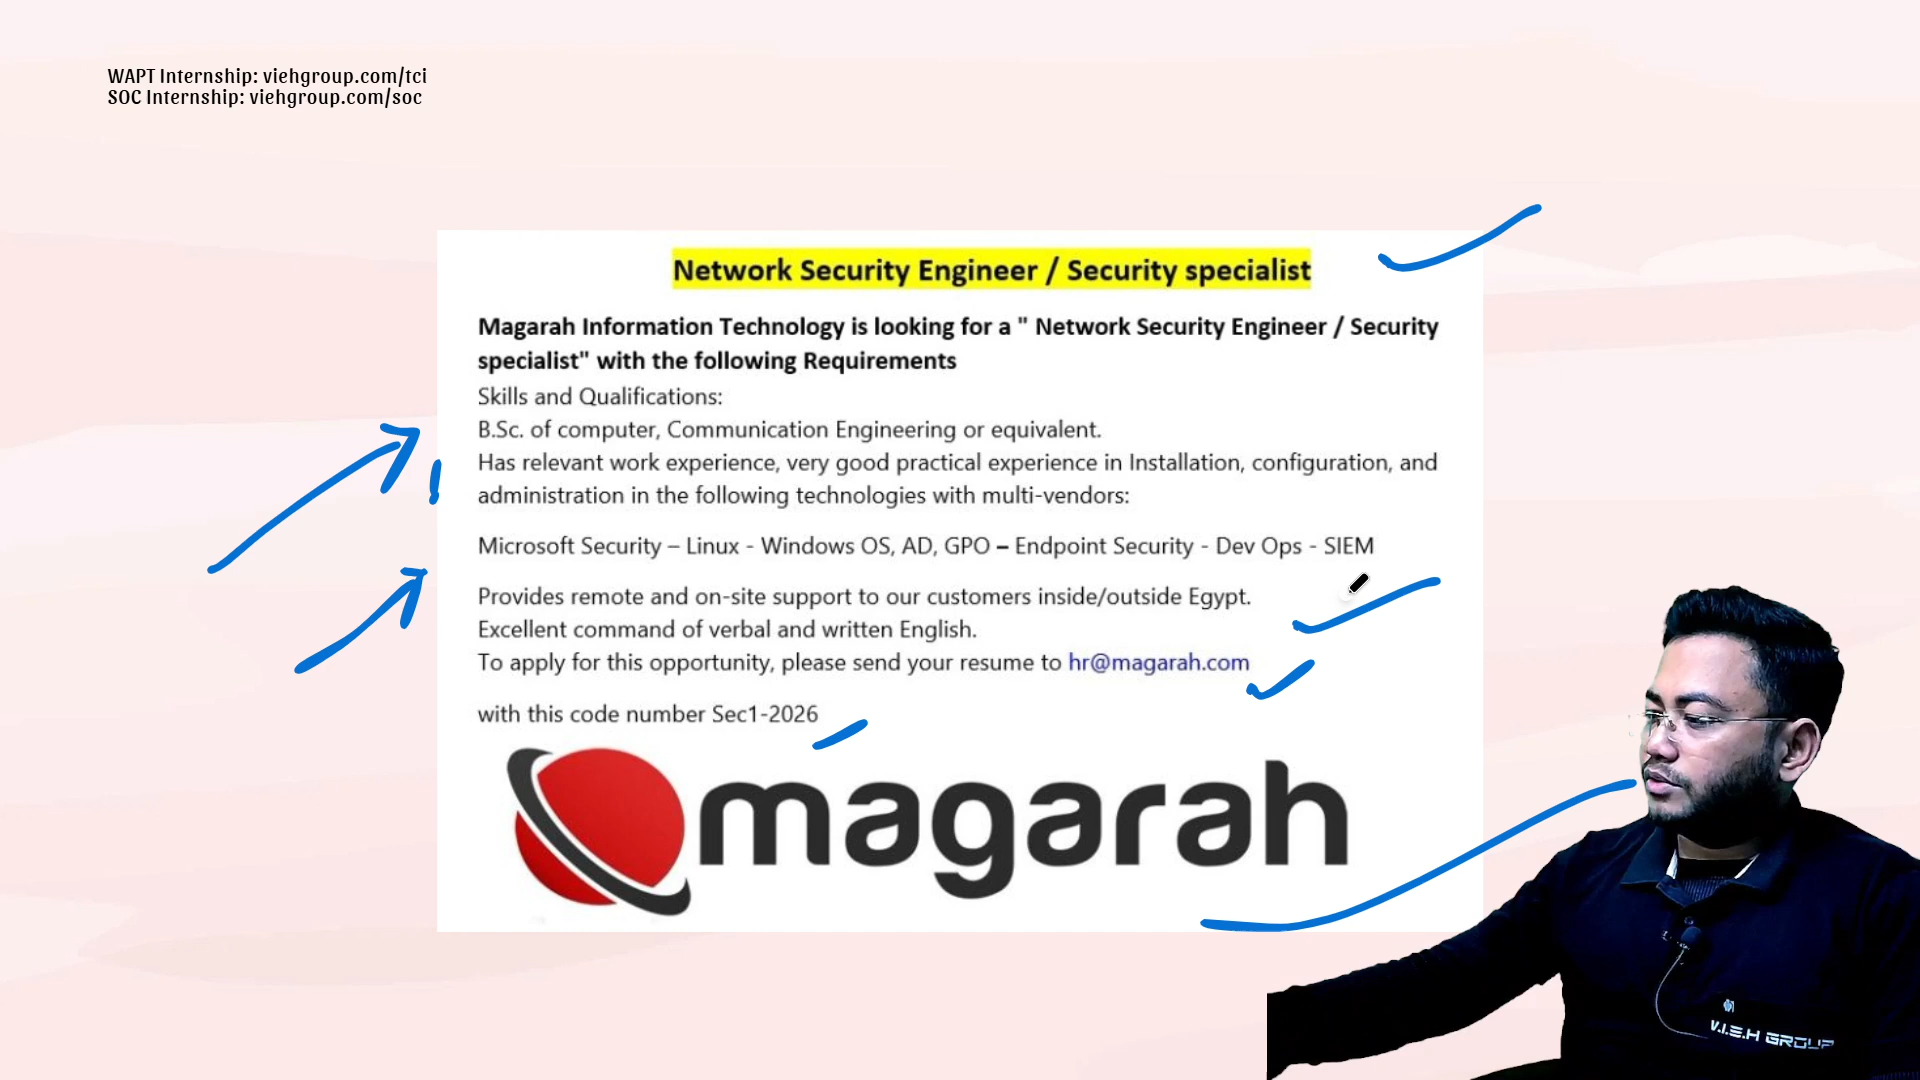 WAPT Internship: viehgroup.com/tci
SOC Internship: viehgroup.com/soc
Network Security Engineer / Security specialist
Magarah Information Technology is looking for a " Network Security Engineer / Security
specialist" with the following Requirements
Skills and Qualifications:
B.Sc. of computer, Communication Engineering or equivalent.
Has relevant work experience, very good practical experience in Installation, configuration, and
administration in the following technologies with multi-vendors:
Microsoft Security – Linux - Windows OS, AD, GPO – Endpoint Security - Dev Ops - SIEM
Provides remote and on-site support to our customers inside/outside Egypt.
Excellent command of verbal and written English.
To apply for this opportunity, please send your resume to hr@magarah.com
with this code number Sec1-2026
magarah
V.I.E.H GROUP